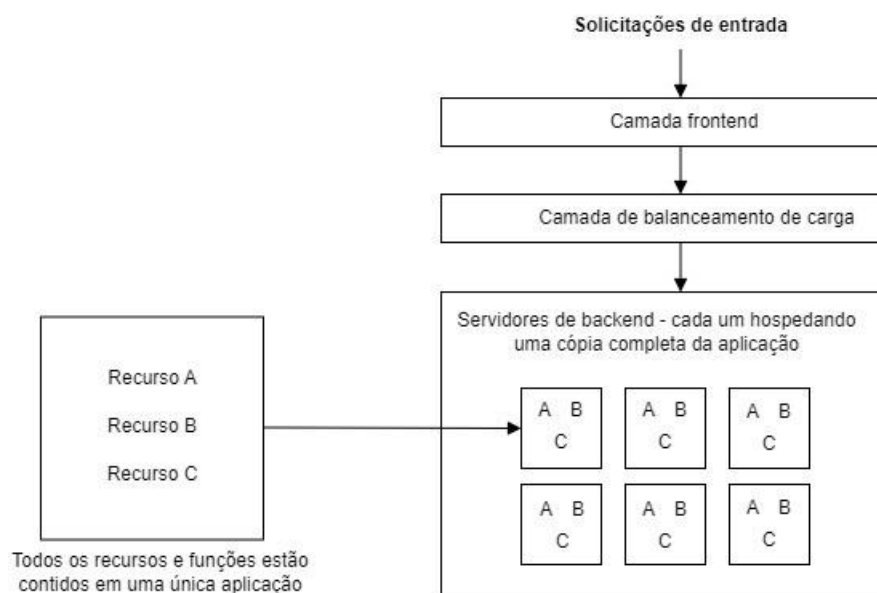 Solicitações de entrada
Camada frontend
Camada de balanceamento de carga
Servidores de backend - cada um hospedando
uma cópia completa da aplicação
Recurso A
Recurso B
Recurso C
Todos os recursos e funções estão
contidos em uma única aplicação
A B
C
A B
C
A B
C
A B
C
A B
C
A B
C